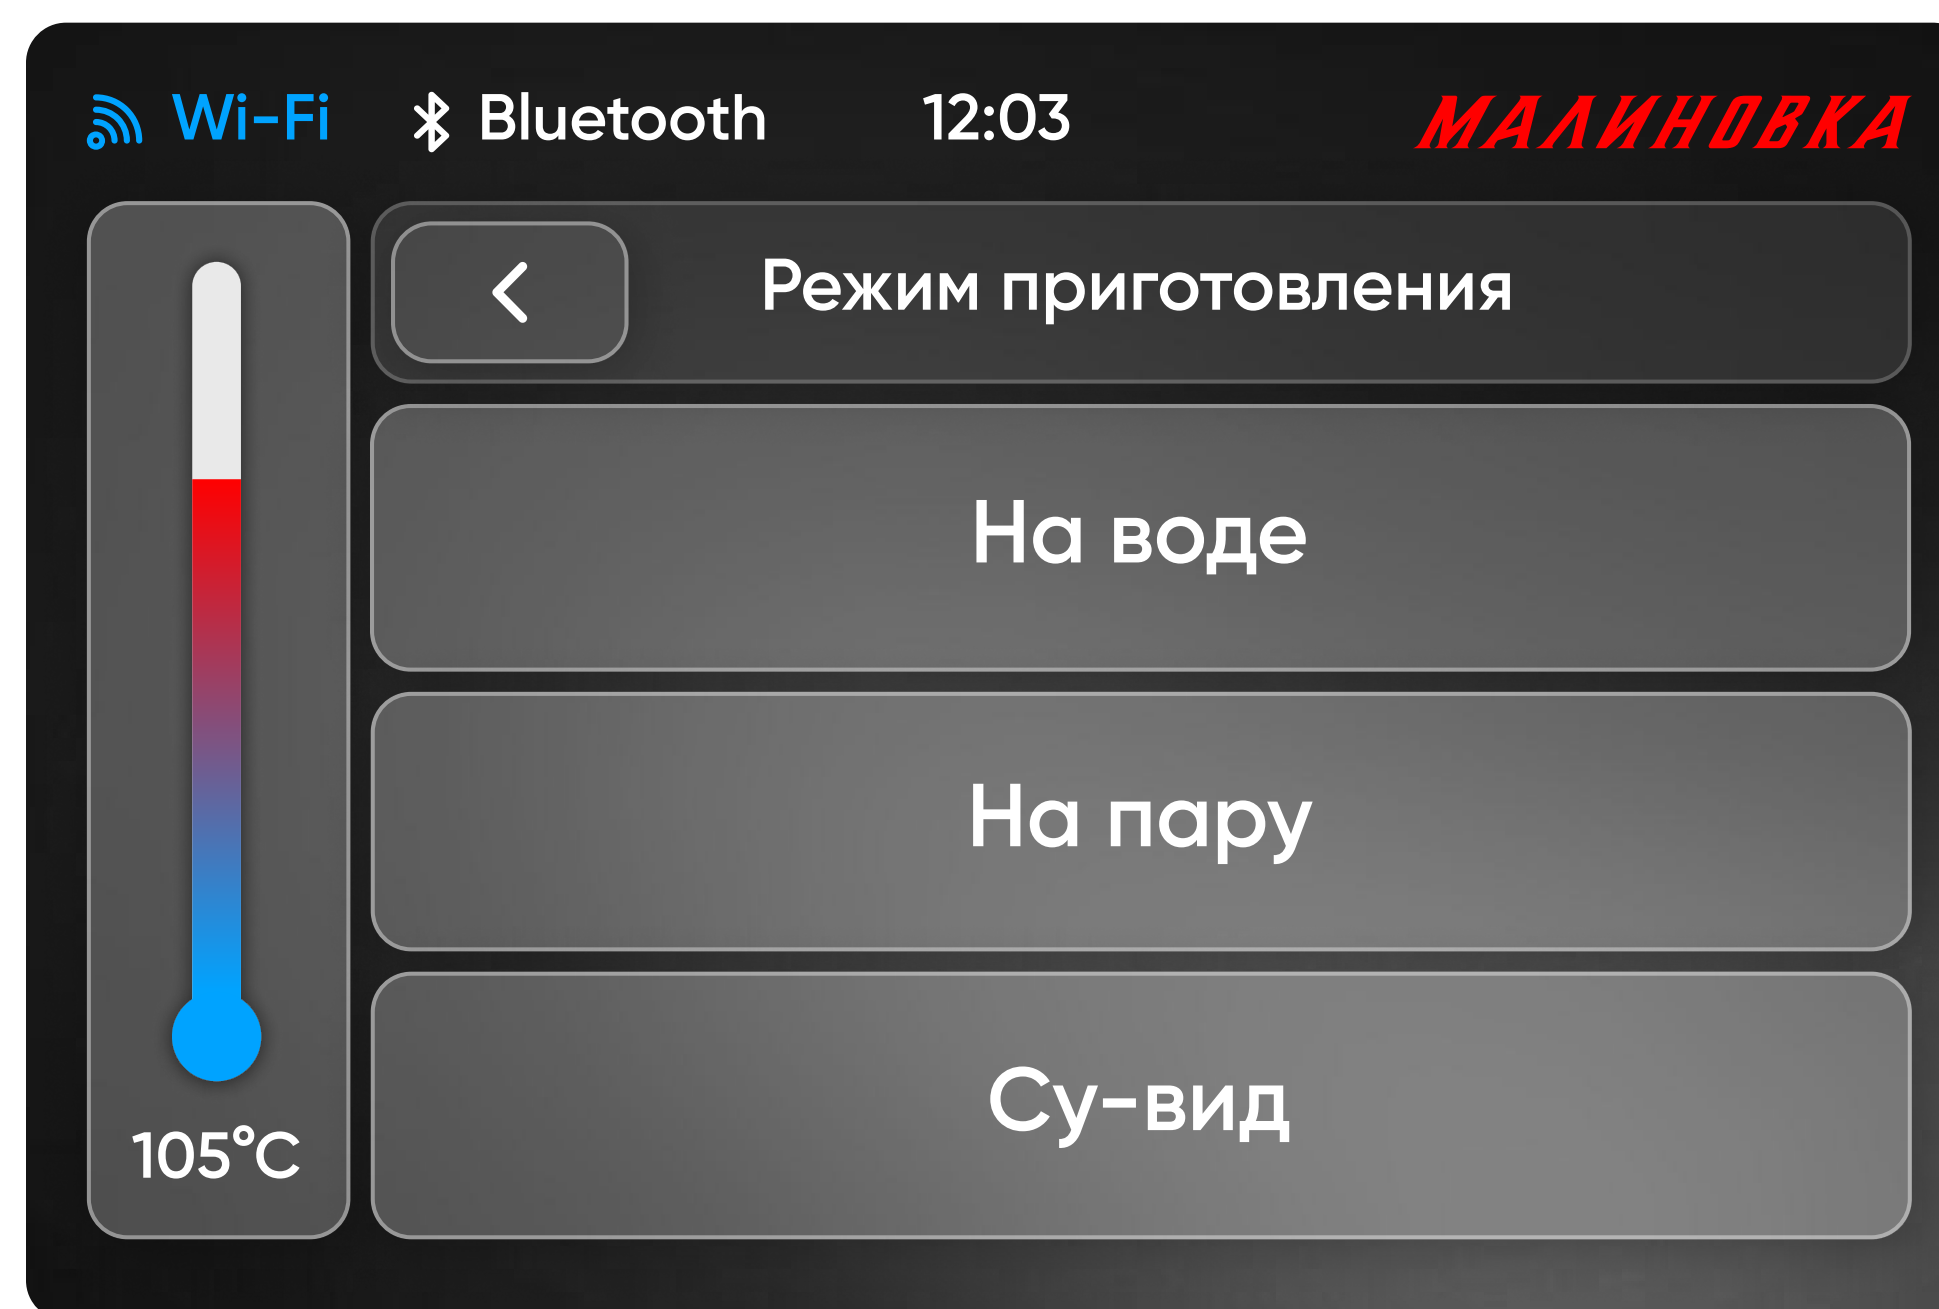 Wi-Fi Bluetooth 12:03 МАЛИНОВКА
Режим приготовления
На воде
На пару
Су-вид
105°C